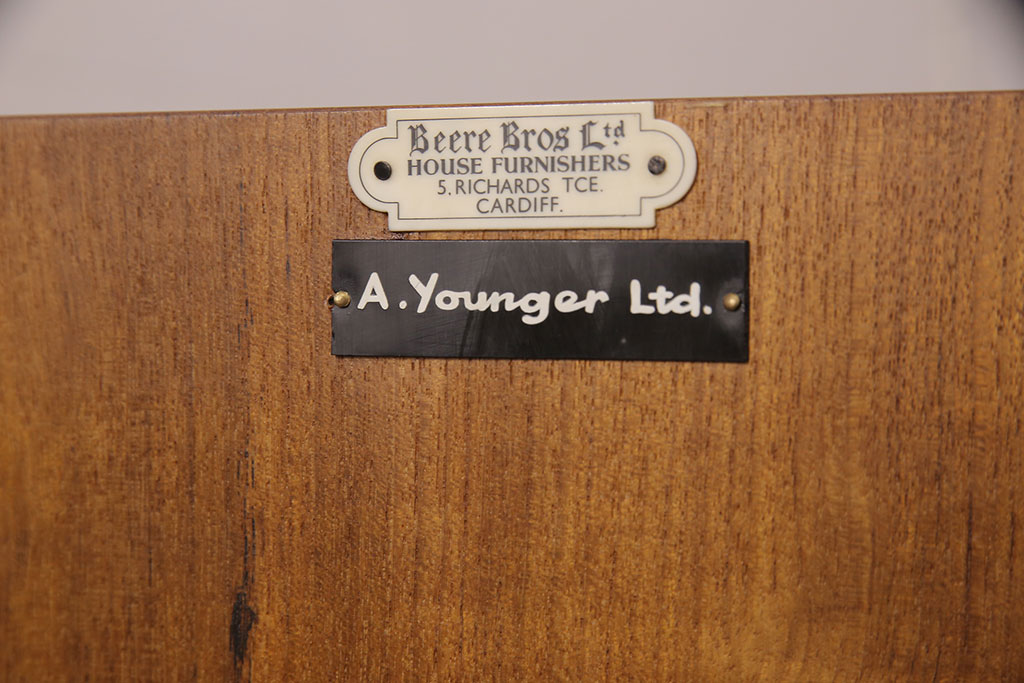 Beere Bros Ltd
HOUSE FURNISHERS
5. RICHARDS TCE.
CARDIFF.
A. Younger Ltd.